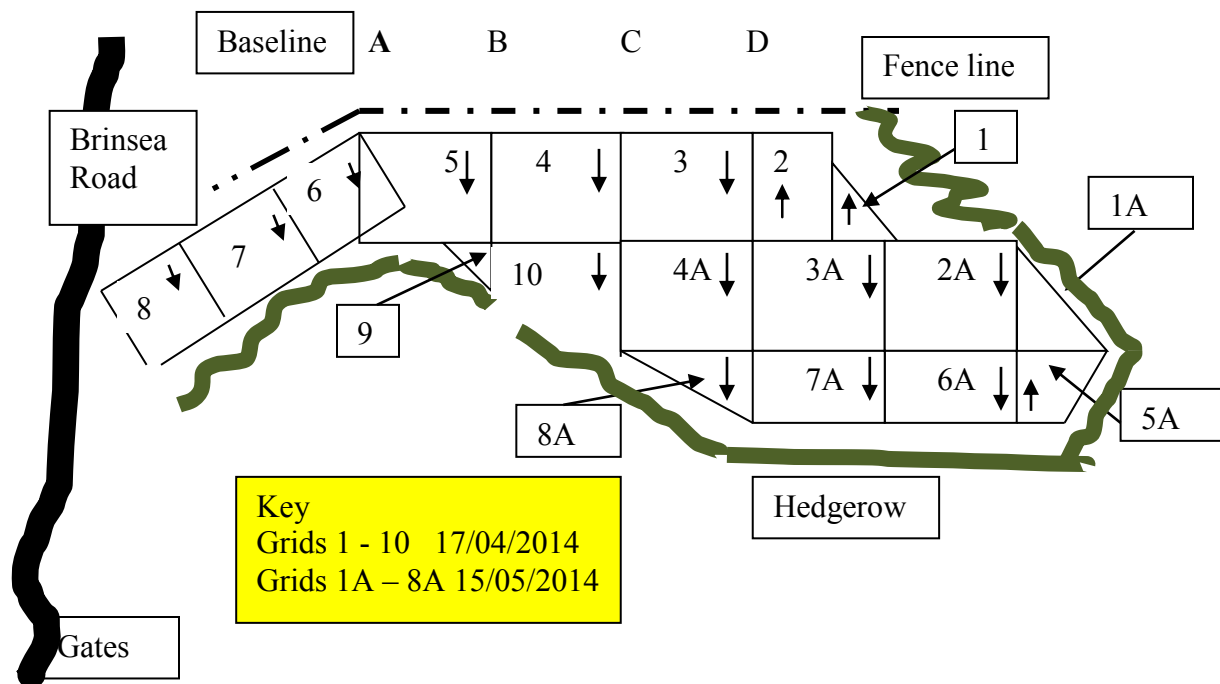 Baseline
A
B
C
D
Fence line
Brinsea
Road
1
5
4
3
2
6
1A
7
8
10
4A
3A
2A
9
7A
6A
8A
5A
Key
Grids 1 - 10 17/04/2014
Grids 1A – 8A 15/05/2014
Hedgerow
Gates